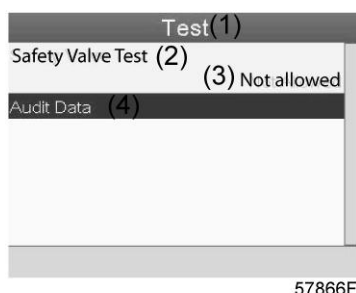 Test(1)
Safety Valve Test (2)
(3) Not allowed
Audit Data (4)
57866F